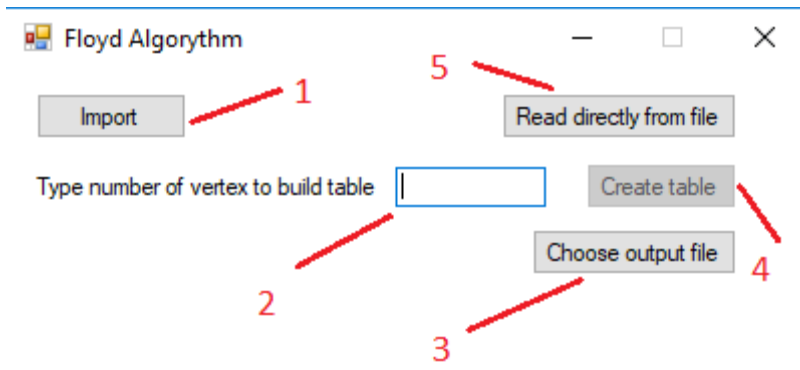 Floyd Algorythm
5
1
Import
Read directly from file
Type number of vertex to build table
Create table
Choose output file
2
4
3